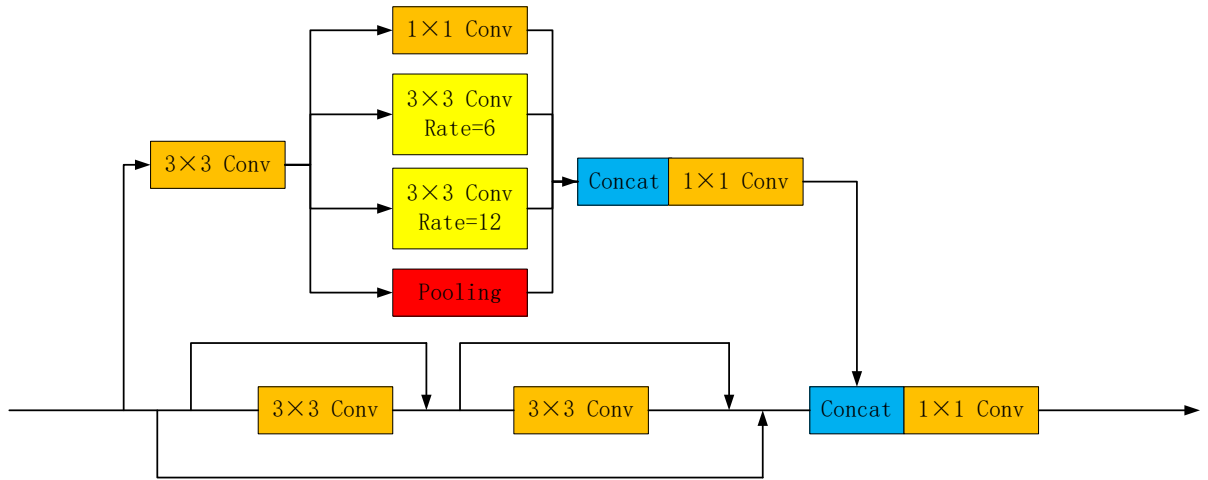 1×1 Conv
3×3 Conv
Rate=6
3×3 Conv
3×3 Conv
Rate=12
Concat
1×1 Conv
Pooling
3×3 Conv
3×3 Conv
Concat
1×1 Conv